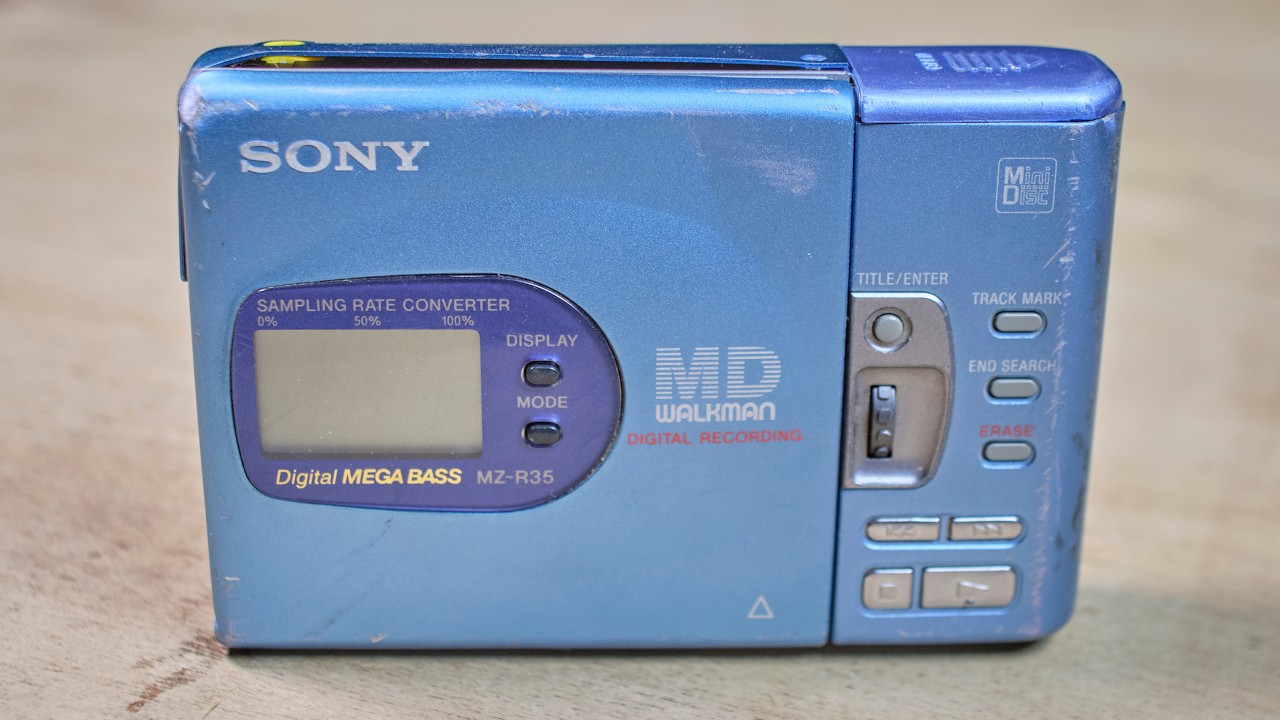 SONY
Mini
Disc
TITLE/ENTER
TRACK MARK
SAMPLING RATE CONVERTER
0% 50% 100%
DISPLAY
MODE
END SEARCH
MD
WALKMAN
DIGITAL RECORDING
ERASE
Digital MEGA BASS MZ-R35